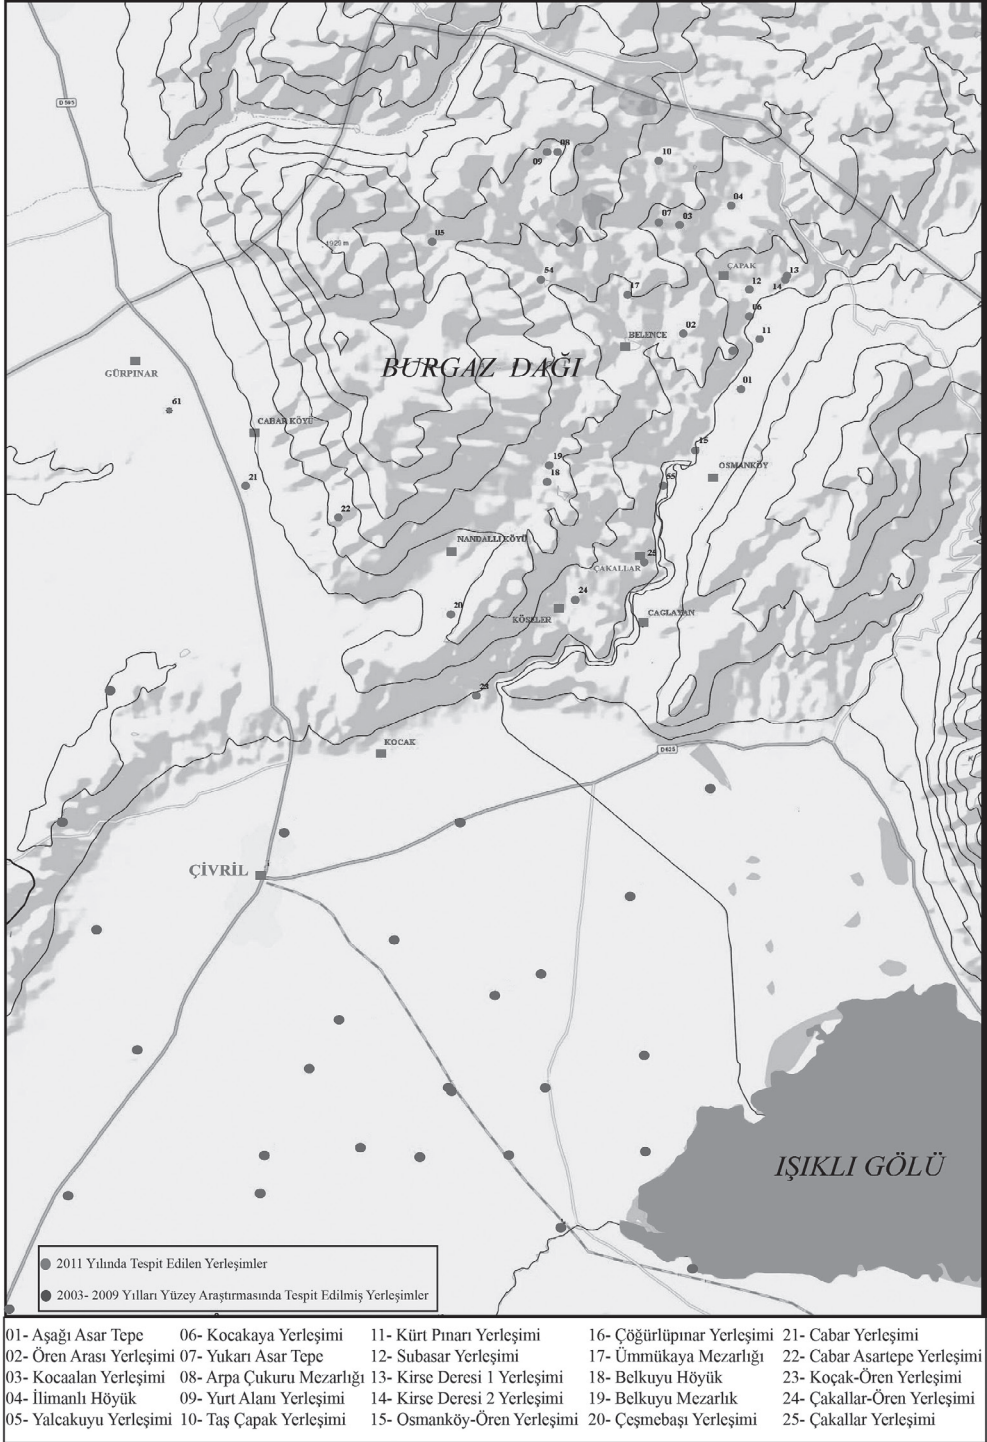 D 595
08
09
10
04
07
03
05
1920 m
54
ÇAPAK
13
14
12
17
06
02
11
BELENCE
BURGAZ DAĞI
GÜRPINAR
01
61
CABAR KÖYÜ
15
19
OSMANKÖY
18
21
55
22
NANDALLI KÖYÜ
25
ÇAKALLAR
24
20
KÖSELER
CAGLAYAN
23
KOCAK
D 625
ÇİVRİL
IŞIKLI GÖLÜ
2011 Yılında Tespit Edilen Yerleşimler
2003- 2009 Yılları Yüzey Araştırmasında Tespit Edilmiş Yerleşimler
01- Aşağı Asar Tepe
02- Ören Arası Yerleşimi
03- Kocaalan Yerleşimi
04- İlimanlı Höyük
05- Yalcakuyu Yerleşimi
06- Kocakaya Yerleşimi
07- Yukarı Asar Tepe
08- Arpa Çukuru Mezarlığı
09- Yurt Alanı Yerleşimi
10- Taş Çapak Yerleşimi
11- Kürt Pınarı Yerleşimi
12- Subasar Yerleşimi
13- Kirse Deresi 1 Yerleşimi
14- Kirse Deresi 2 Yerleşimi
15- Osmanköy-Ören Yerleşimi
16- Çöğürlüpınar Yerleşimi
17- Ümmükaya Mezarlığı
18- Belkuyu Höyük
19- Belkuyu Mezarlık
20- Çeşmebaşı Yerleşimi
21- Cabar Yerleşimi
22- Cabar Asartepe Yerleşimi
23- Koçak-Ören Yerleşimi
24- Çakallar-Ören Yerleşimi
25- Çakallar Yerleşimi